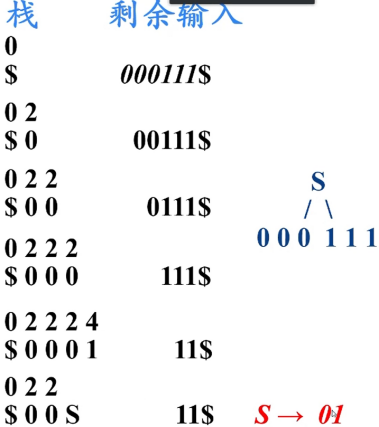 栈 剩余输入
0
$ 000111$
0 2
$ 0 00111$
0 2 2
$ 0 0 0111$
S
/ \
0 0 0 1 1 1
0 2 2 2
$ 0 0 0 111$
0 2 2 2 4
$ 0 0 0 1 11$
0 2 2
$ 0 0 S 11$ S → 01